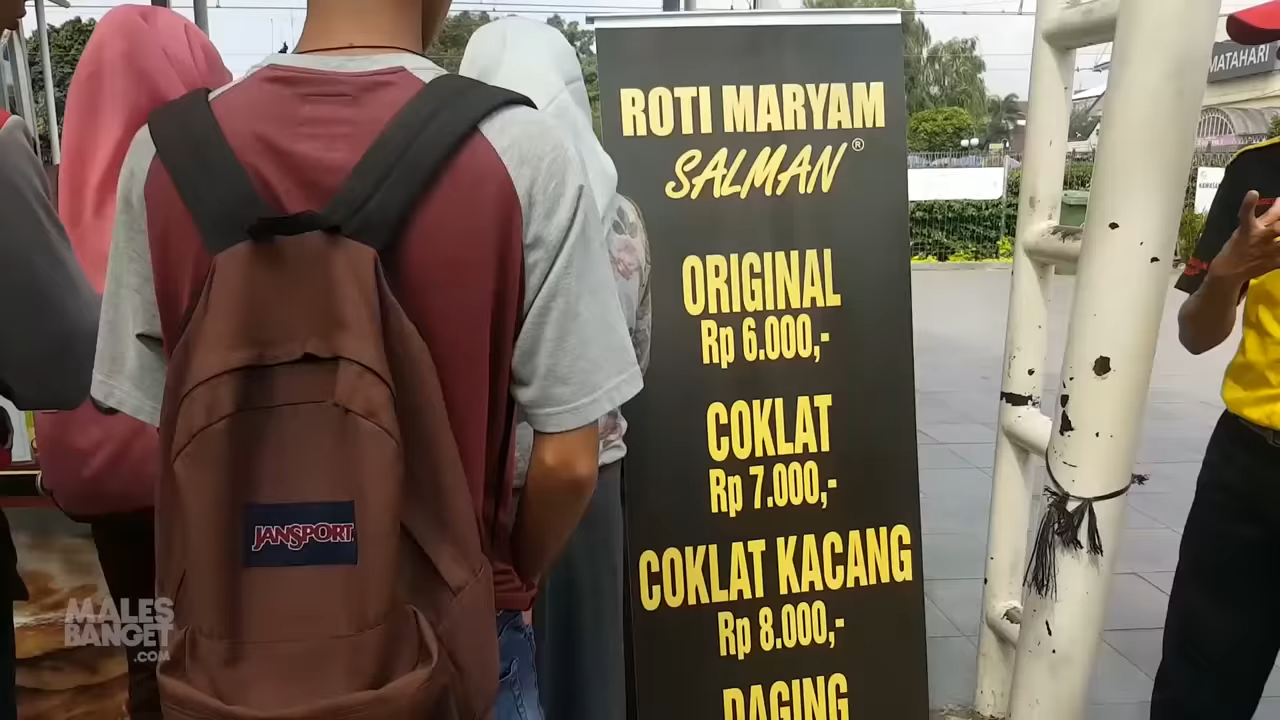 ROTI MARYAM
SALMAN®
ORIGINAL
Rp 6.000,-
COKLAT
Rp 7.000,-
COKLAT KACANG
Rp 8.000,-
DAGING
JANSPORT
MATAHARI
MALES
BANGET
.COM